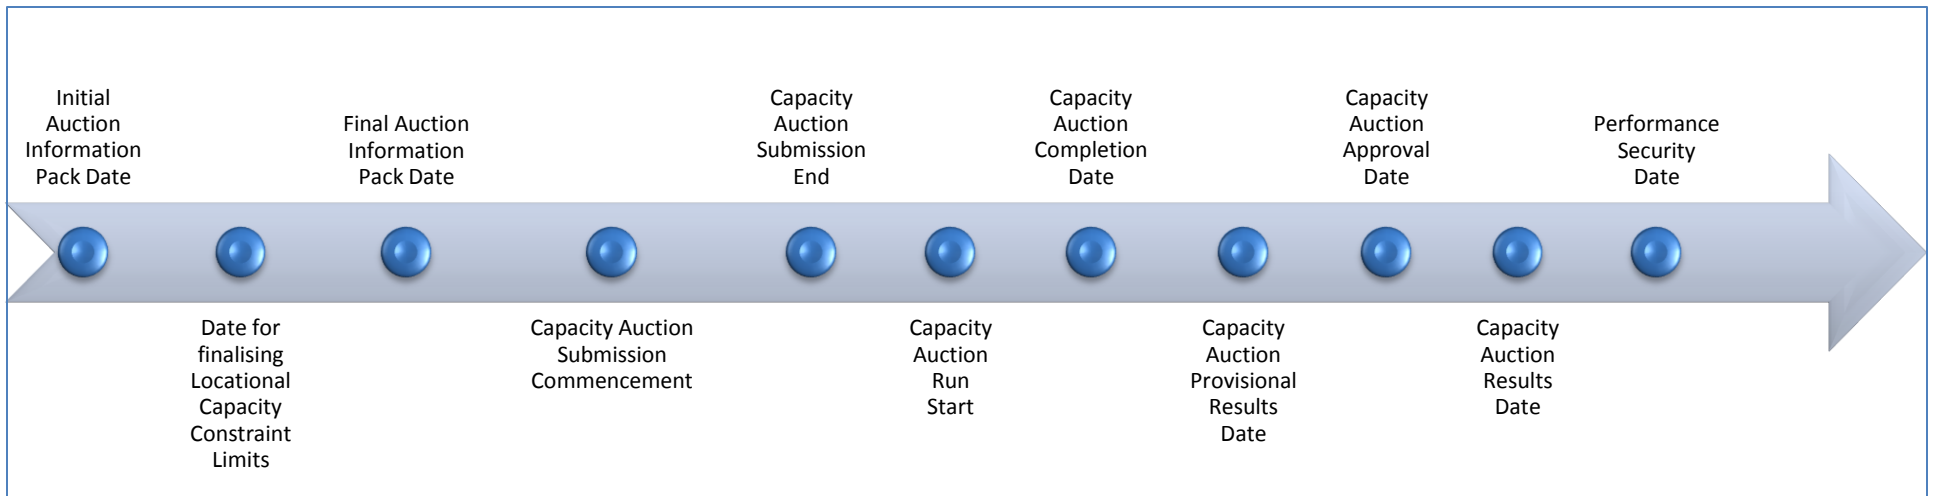 Initial
Auction
Information
Pack Date
Date for
finalising
Locational
Capacity
Constraint
Limits
Final Auction
Information
Pack Date
Capacity Auction
Submission
Commencement
Capacity
Auction
Submission
End
Capacity
Auction
Run
Start
Capacity
Auction
Completion
Date
Capacity
Auction
Provisional
Results
Date
Capacity
Auction
Approval
Date
Capacity
Auction
Results
Date
Performance
Security
Date